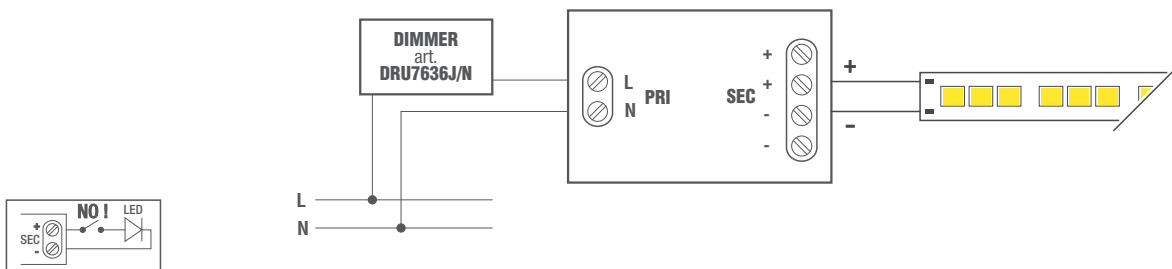 DIMMER
art.
DRU7636J/N
L
N
PRI
SEC
+
+
-
-
+
-
L
N
NO !
LED
SEC
+
-